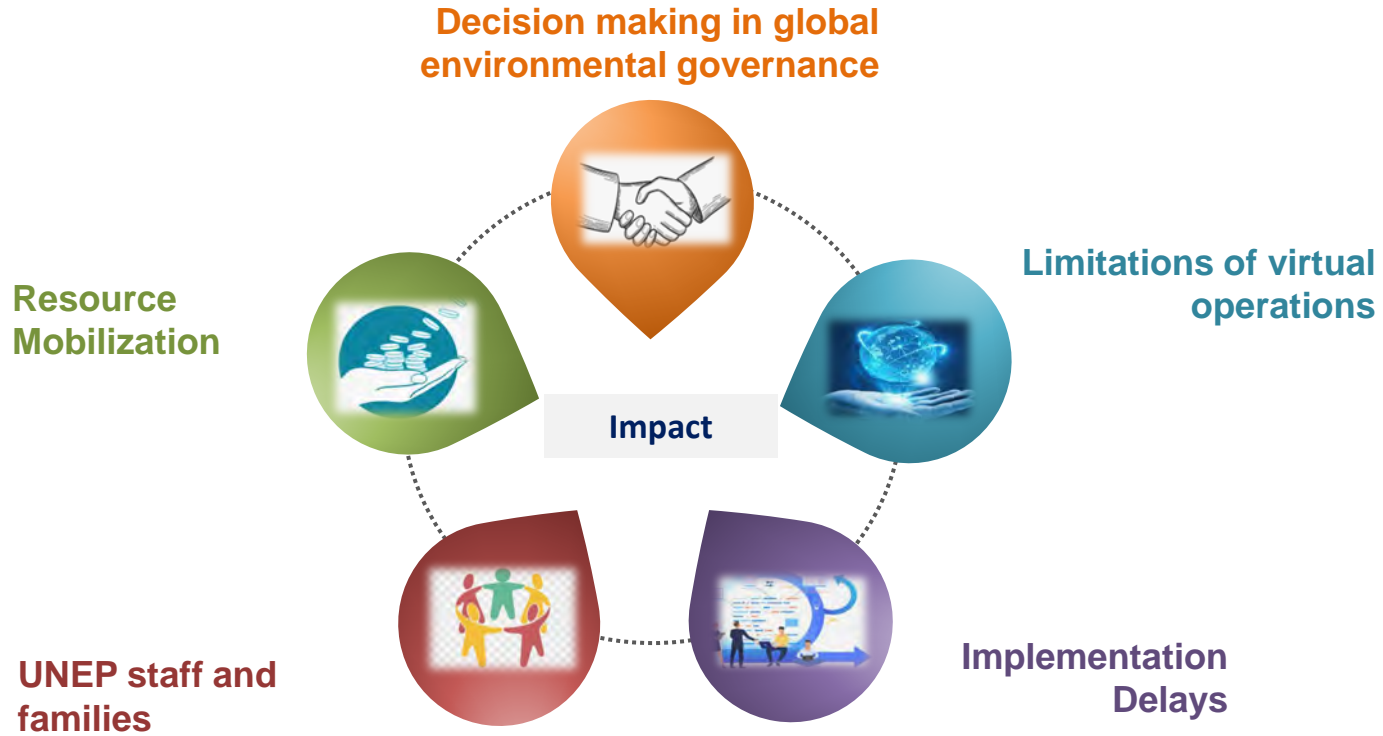 Decision making in global
environmental governance
Limitations of virtual
operations
Resource
Mobilization
Impact
Implementation
Delays
UNEP staff and
families